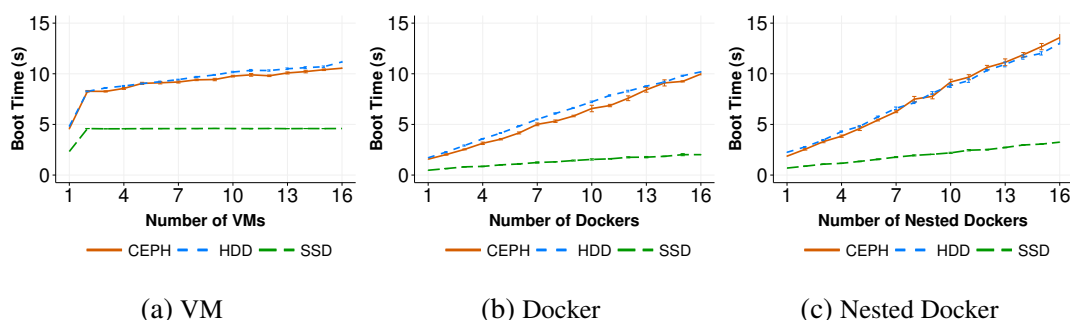 15
10
5
0
Boot Time (s)
1 4 7 10 13 16
Number of VMs
CEPH HDD SSD
(a) VM
15
10
5
0
Boot Time (s)
1 4 7 10 13 16
Number of Dockers
CEPH HDD SSD
(b) Docker
15
10
5
0
Boot Time (s)
1 4 7 10 13 16
Number of Nested Dockers
CEPH HDD SSD
(c) Nested Docker